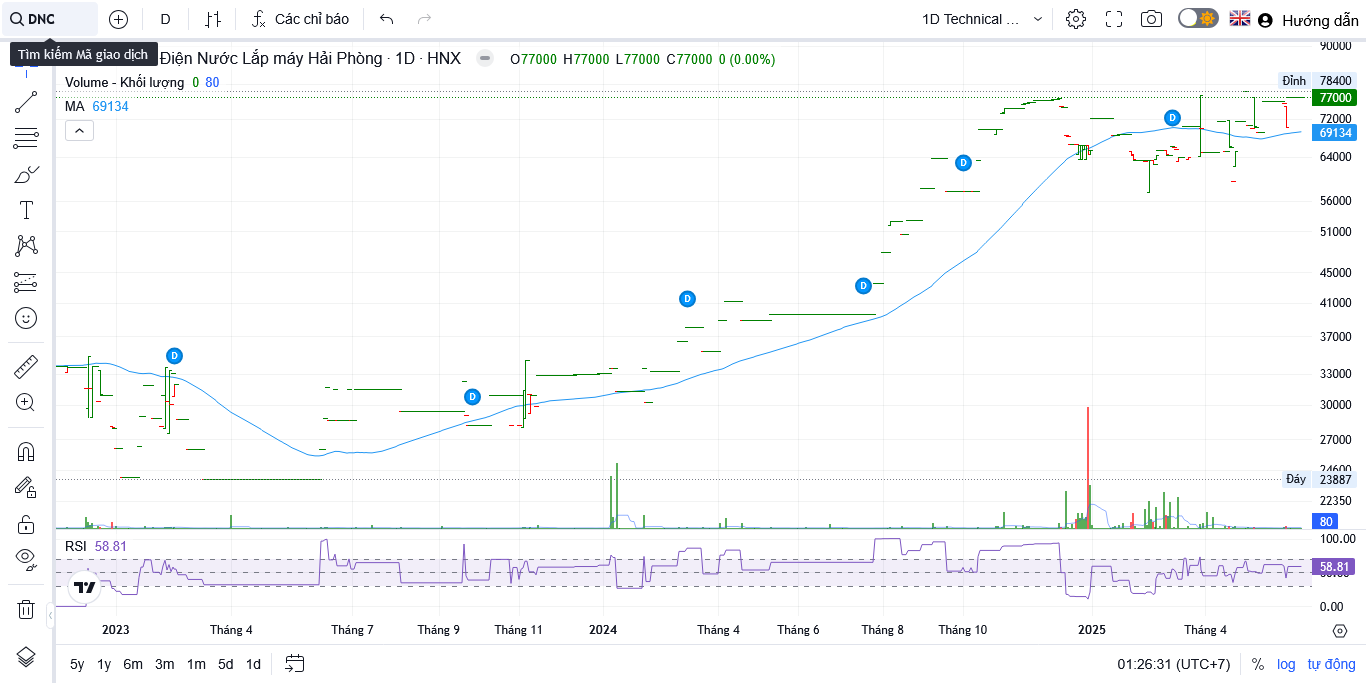 DNC
D
Các chỉ báo
1D Technical ...
Hướng dẫn
Tìm kiếm Mã giao dịch
Điện Nước Lắp máy Hải Phòng · 1D · HNX
O77000 H77000 L77000 C77000 0 (0.00%)
Volume - Khối lượng 0 80
MA 69134
90000
Đỉnh 78400
77000
72000
69134
64000
56000
51000
45000
41000
37000
33000
30000
27000
24600
Đáy 23887
22350
80
D
D
D
D
D
D
RSI 58.81
100.00
58.81
0.00
2023
Tháng 4
Tháng 7
Tháng 9
Tháng 11
2024
Tháng 4
Tháng 6
Tháng 8
Tháng 10
2025
Tháng 4
5y 1y 6m 3m 1m 5d 1d
01:26:31 (UTC+7)
% log tự động